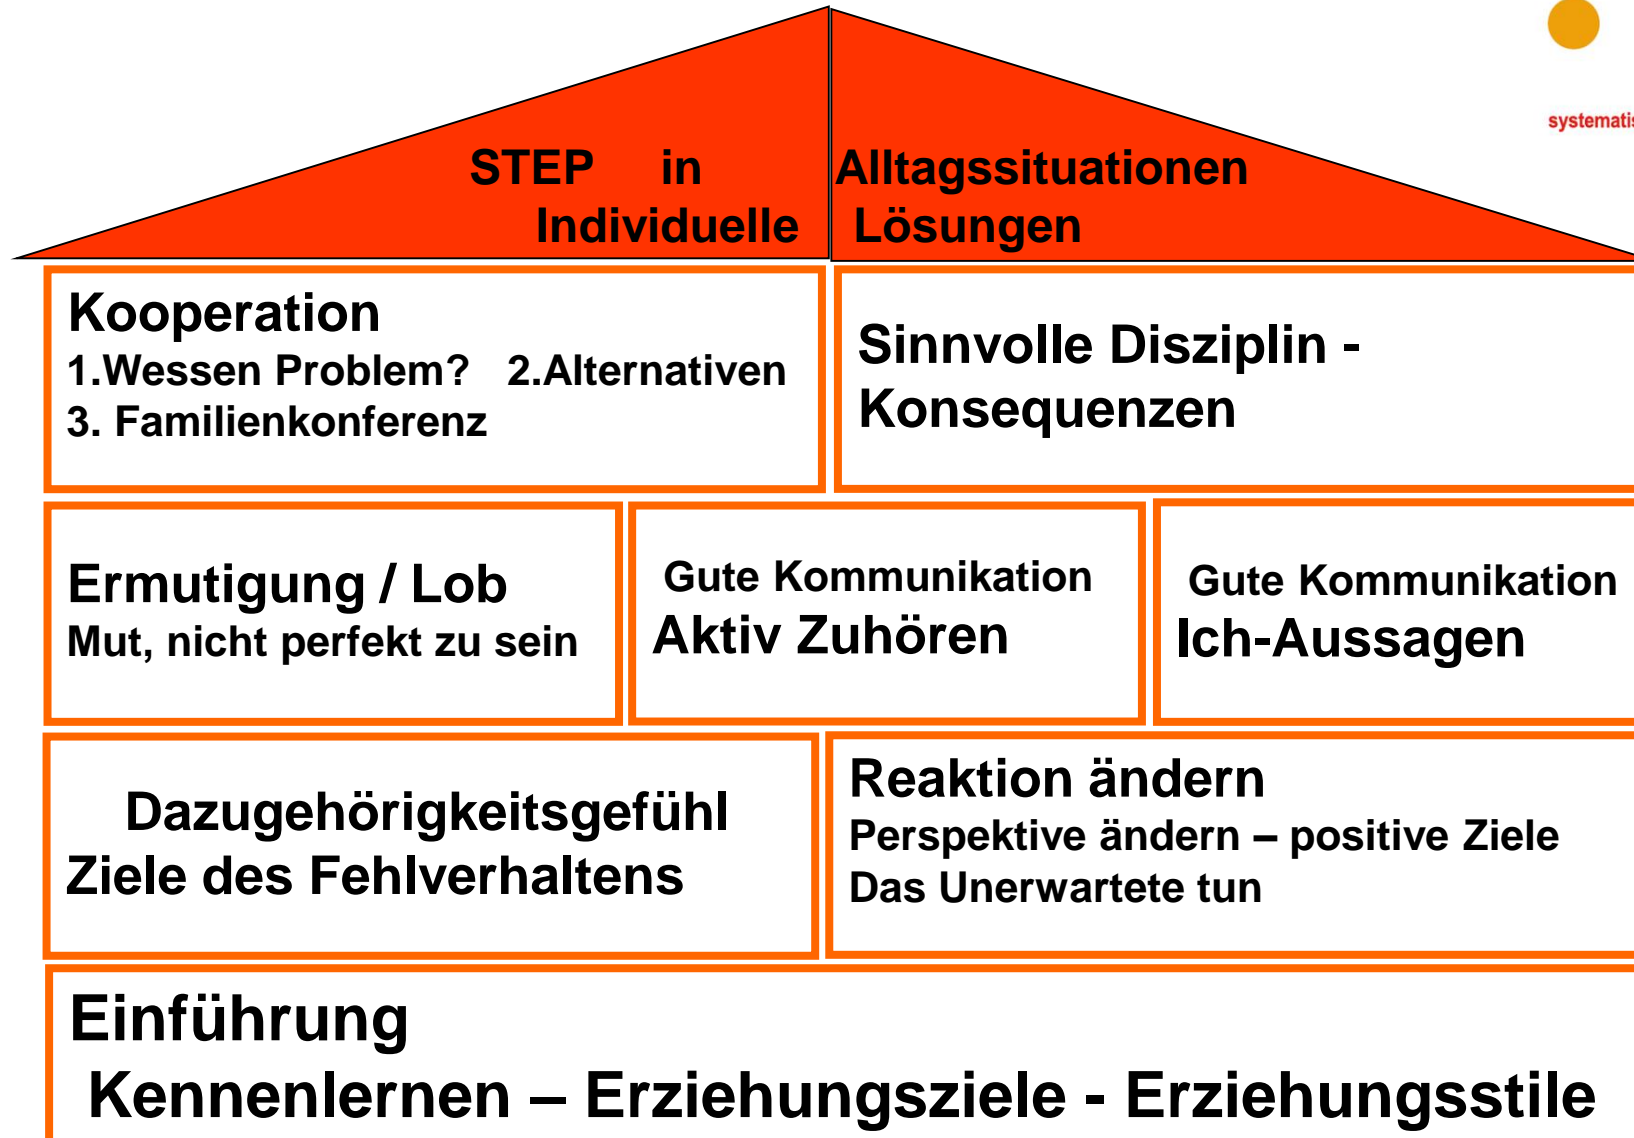 systematis
STEP in Alltagssituationen
Individuelle Lösungen
Kooperation
1.Wessen Problem? 2.Alternativen
3. Familienkonferenz
Sinnvolle Disziplin -
Konsequenzen
Ermutigung / Lob
Mut, nicht perfekt zu sein
Gute Kommunikation
Aktiv Zuhören
Gute Kommunikation
Ich-Aussagen
Dazugehörigkeitsgefühl
Ziele des Fehlverhaltens
Reaktion ändern
Perspektive ändern – positive Ziele
Das Unerwartete tun
Einführung
Kennenlernen – Erziehungsziele - Erziehungsstile